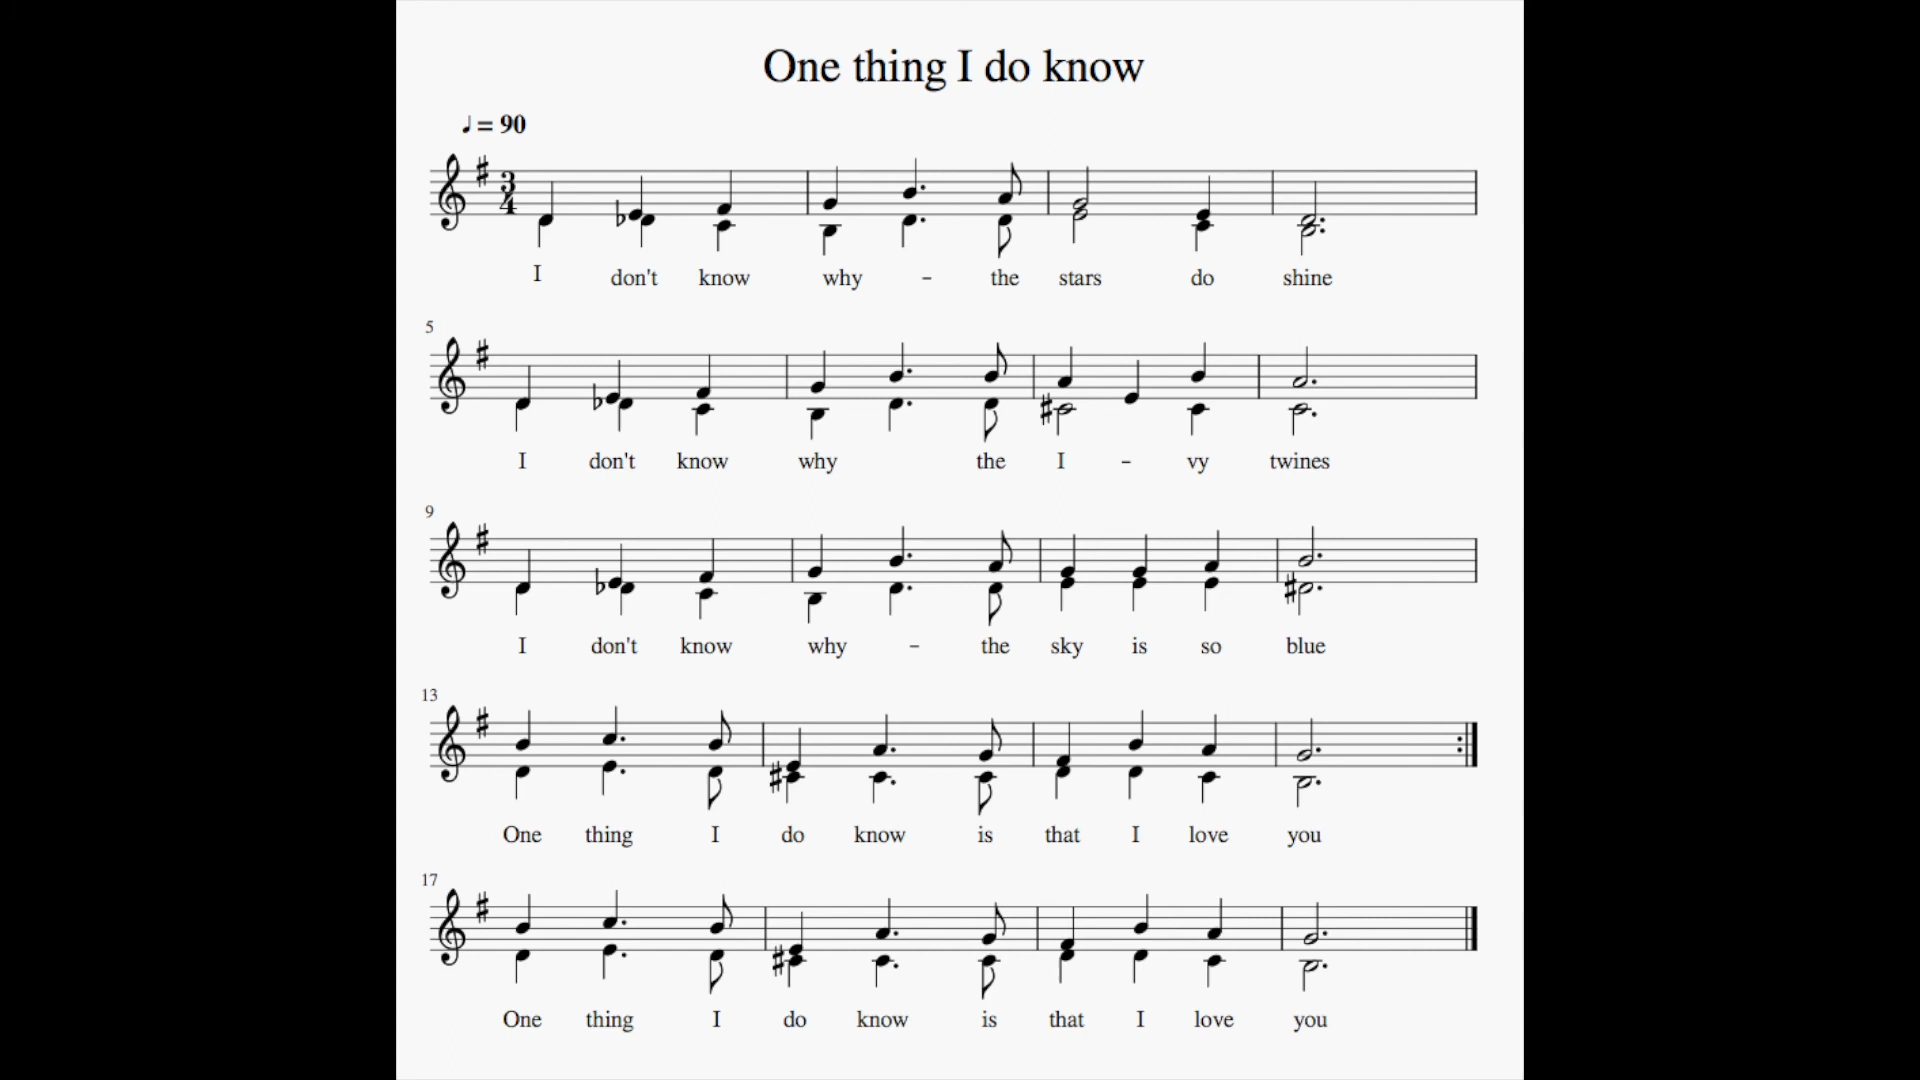 One thing I do know
♩ = 90
3
4
I don't know why - the stars do shine
5
I don't know why the I - vy twines
9
I don't know why - the sky is so blue
13
One thing I do know is that I love you
17
One thing I do know is that I love you